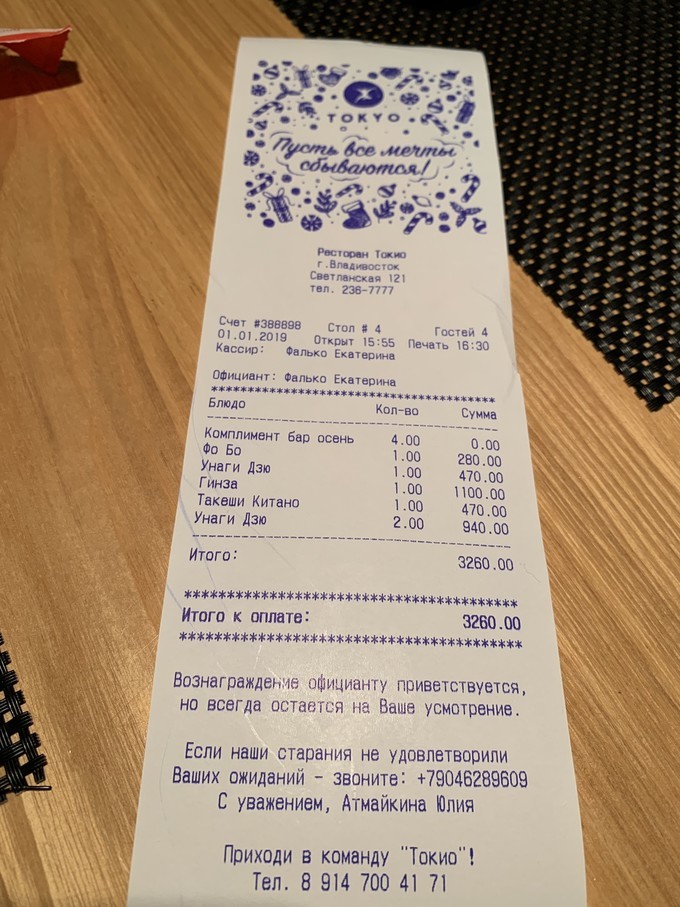 TOKYO
Пусть все мечты
сбываются!
Ресторан Токио
г.Владивосток
Светланская 121
тел. 236-7777
Счет #388898 Стол # 4 Гостей 4
01.01.2019 Открыт 15:55 Печать 16:30
Кассир: Фалько Екатерина
Официант: Фалько Екатерина
****************************************
Блюдо Кол-во Сумма
----------------------------------------
Комплимент бар осень 4.00 0.00
Фо Бо 1.00 280.00
Унаги Дзю 1.00 470.00
Гинза 1.00 1100.00
Такеши Китано 1.00 470.00
Унаги Дзю 2.00 940.00
----------------------------------------
Итого: 3260.00
****************************************
Итого к оплате: 3260.00
****************************************
Вознаграждение официанту приветствуется,
но всегда остается на Ваше усмотрение.
Если наши старания не удовлетворили
Ваших ожиданий - звоните: +79046289609
С уважением, Атмайкина Юлия
Приходи в команду "Токио"!
Тел. 8 914 700 41 71